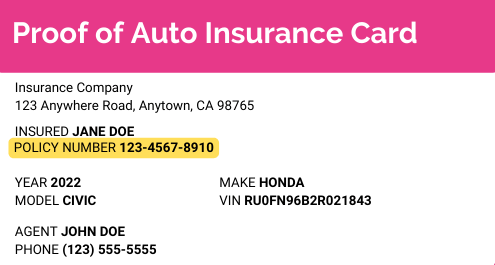 Proof of Auto Insurance Card
Insurance Company
123 Anywhere Road, Anytown, CA 98765
INSURED JANE DOE
POLICY NUMBER 123-4567-8910
YEAR 2022 MAKE HONDA
MODEL CIVIC VIN RU0FN96B2R021843
AGENT JOHN DOE
PHONE (123) 555-5555